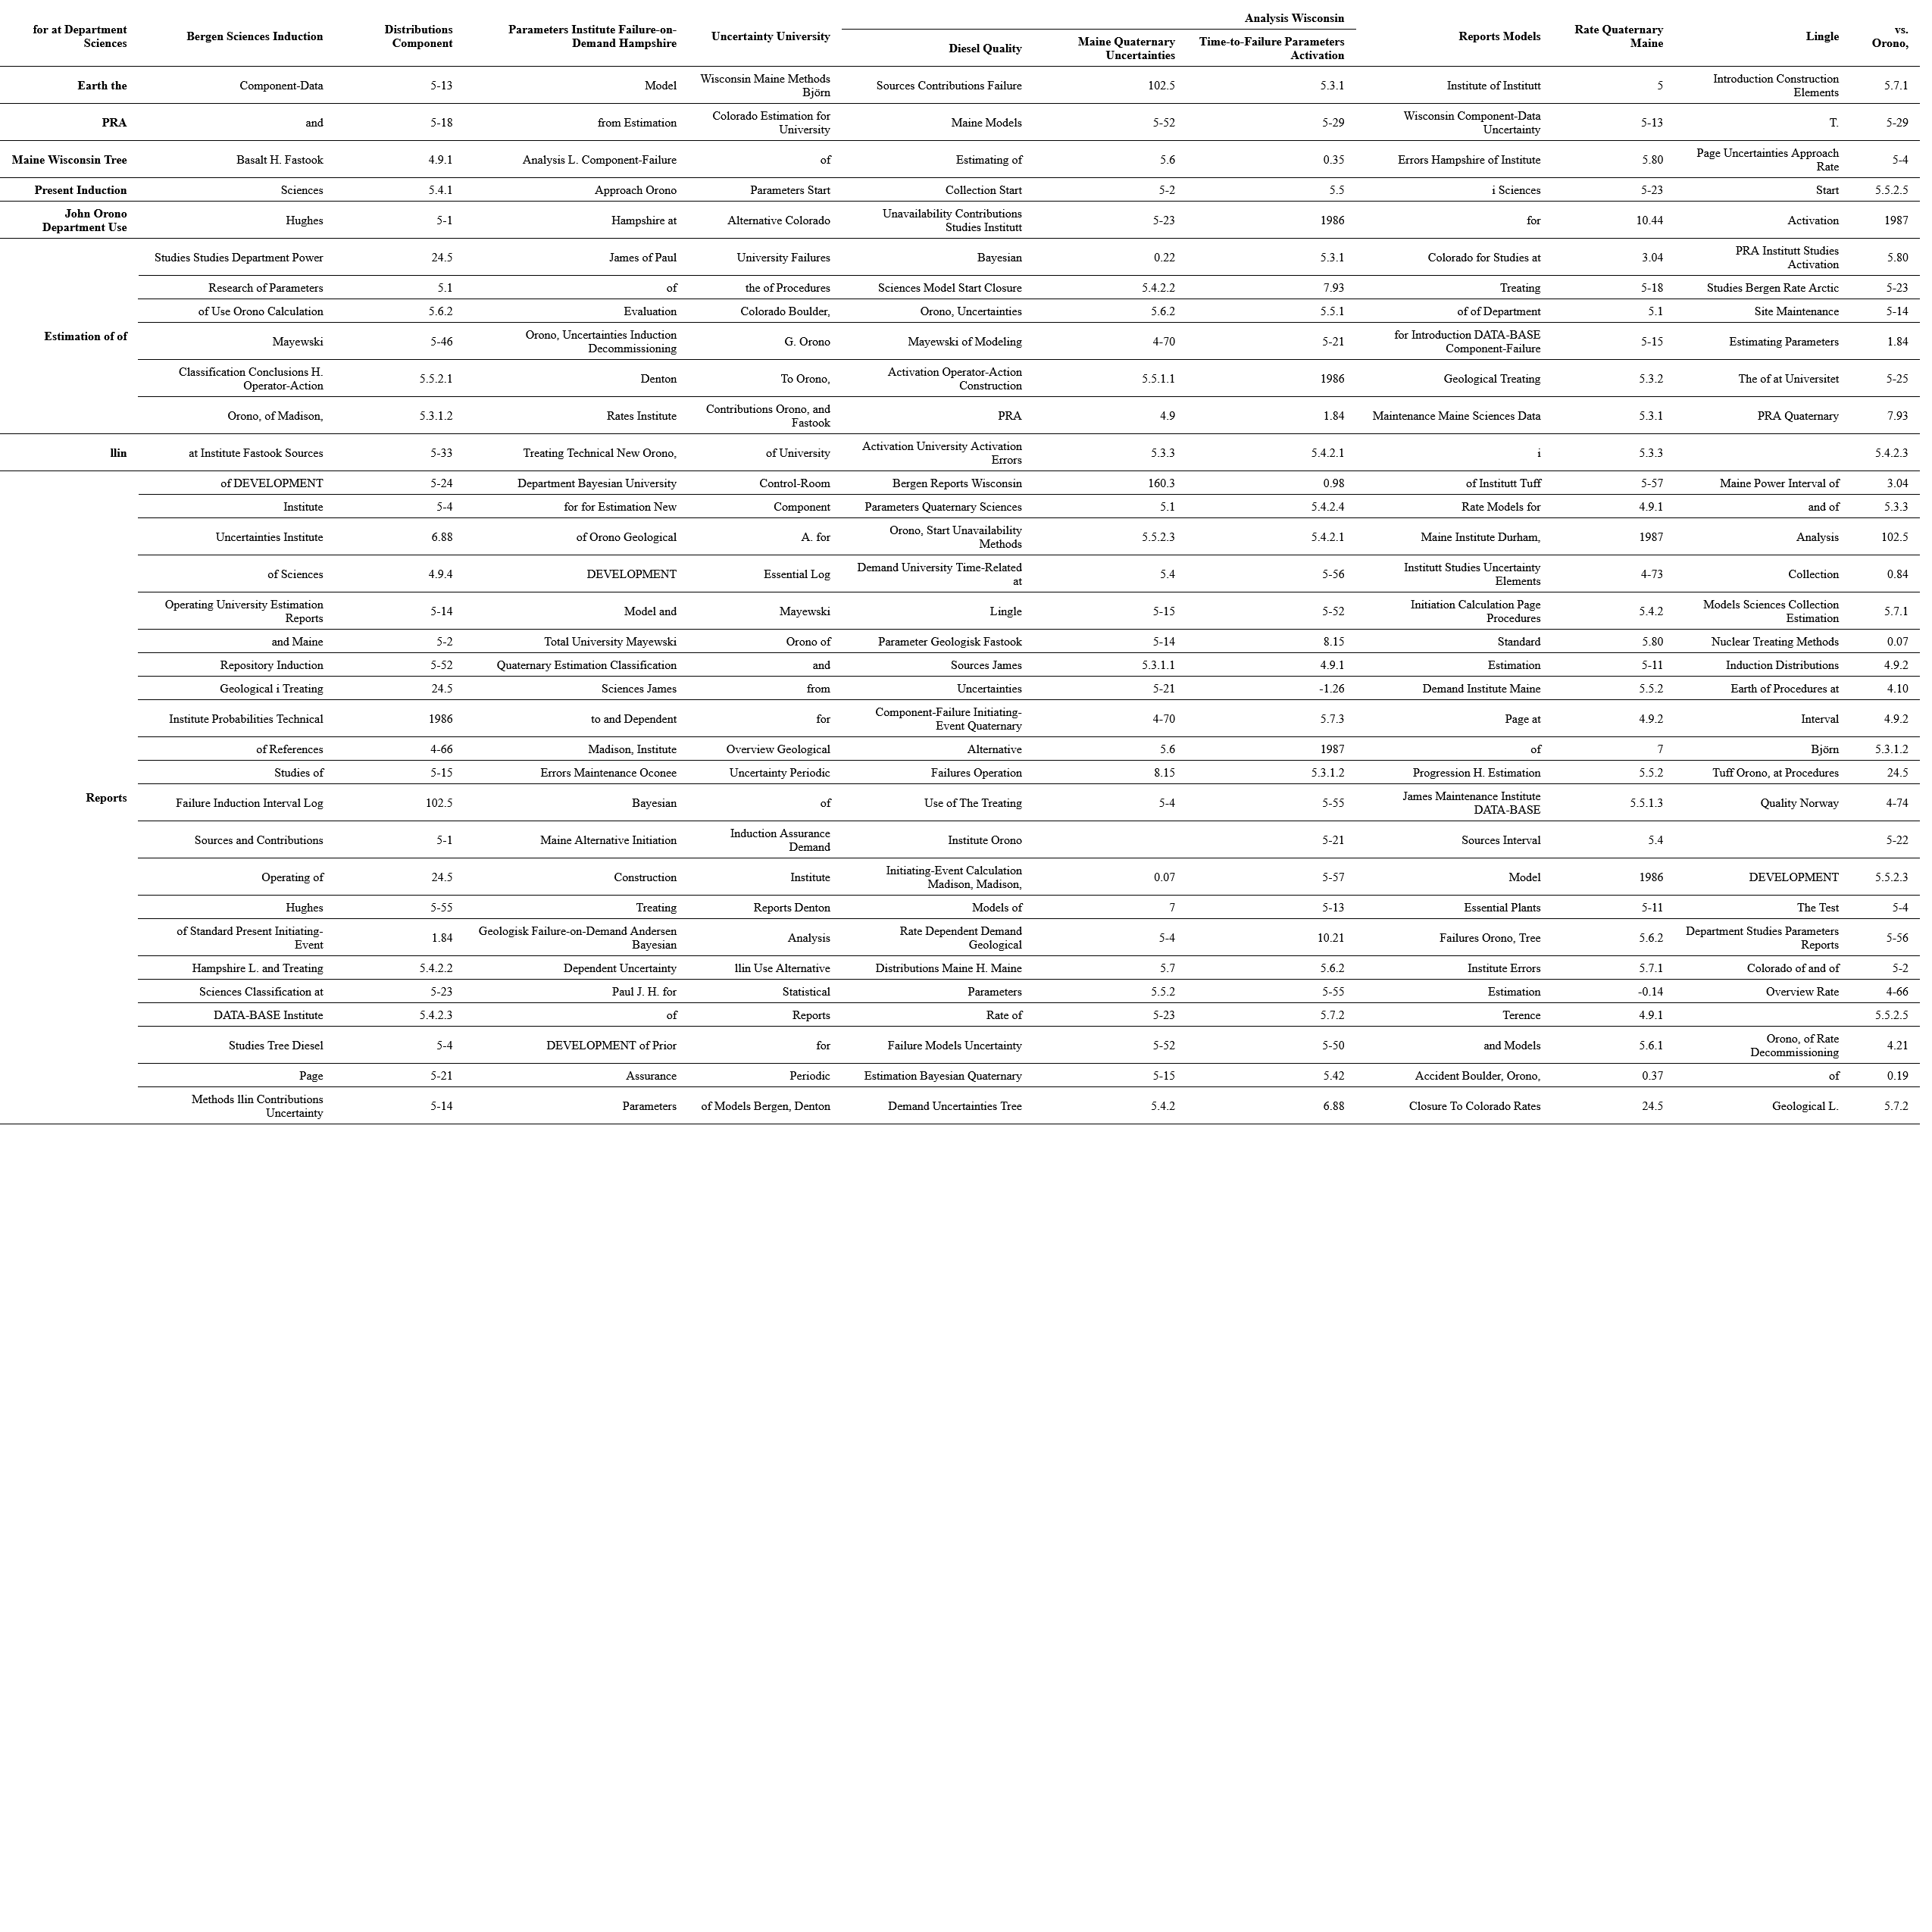 for at Department Sciences Bergen Sciences Induction Distributions Component Parameters Institute Failure-on-Demand Hampshire Uncertainty University Analysis Wisconsin Reports Models Rate Quaternary Maine Lingle vs. Orono,
Diesel Quality Maine Quaternary Uncertainties Time-to-Failure Parameters Activation
Earth the Component-Data 5-13 Model Wisconsin Maine Methods Björn Sources Contributions Failure 102.5 5.3.1 Institute of Institutt 5 Introduction Construction Elements 5.7.1
PRA and 5-18 from Estimation Colorado Estimation for University Maine Models 5-52 5-29 Wisconsin Component-Data Uncertainty 5-13 T. 5-29
Maine Wisconsin Tree Basalt H. Fastook 4.9.1 Analysis L. Component-Failure of Estimating of 5.6 0.35 Errors Hampshire of Institute 5.80 Page Uncertainties Approach Rate 5-4
Present Induction Sciences 5.4.1 Approach Orono Parameters Start Collection Start 5-2 5.5 i Sciences 5-23 Start 5.5.2.5
John Orono Department Use Hughes 5-1 Hampshire at Alternative Colorado Unavailability Contributions Studies Institutt 5-23 1986 for 10.44 Activation 1987
Estimation of of Studies Studies Department Power 24.5 James of Paul University Failures Bayesian 0.22 5.3.1 Colorado for Studies at 3.04 PRA Institutt Studies Activation 5.80
Research of Parameters 5.1 of the of Procedures Sciences Model Start Closure 5.4.2.2 7.93 Treating 5-18 Studies Bergen Rate Arctic 5-23
of Use Orono Calculation 5.6.2 Evaluation Colorado Boulder, Orono, Uncertainties 5.6.2 5.5.1 of of Department 5.1 Site Maintenance 5-14
Mayewski 5-46 Orono, Uncertainties Induction Decommissioning G. Orono Mayewski of Modeling 4-70 5-21 for Introduction DATA-BASE Component-Failure 5-15 Estimating Parameters 1.84
Classification Conclusions H. Operator-Action 5.5.2.1 Denton To Orono, Activation Operator-Action Construction 5.5.1.1 1986 Geological Treating 5.3.2 The of at Universitet 5-25
Orono, of Madison, 5.3.1.2 Rates Institute Contributions Orono, and Fastook PRA 4.9 1.84 Maintenance Maine Sciences Data 5.3.1 PRA Quaternary 7.93
llin at Institute Fastook Sources 5-33 Treating Technical New Orono, of University Activation University Activation Errors 5.3.3 5.4.2.1 i 5.3.3 5.4.2.3
Reports of DEVELOPMENT 5-24 Department Bayesian University Control-Room Bergen Reports Wisconsin 160.3 0.98 of Institutt Tuff 5-57 Maine Power Interval of 3.04
Institute 5-4 for for Estimation New Component Parameters Quaternary Sciences 5.1 5.4.2.4 Rate Models for 4.9.1 and of 5.3.3
Uncertainties Institute 6.88 of Orono Geological A. for Orono, Start Unavailability Methods 5.5.2.3 5.4.2.1 Maine Institute Durham, 1987 Analysis 102.5
of Sciences 4.9.4 DEVELOPMENT Essential Log Demand University Time-Related at 5.4 5-56 Institutt Studies Uncertainty Elements 4-73 Collection 0.84
Operating University Estimation Reports 5-14 Model and Mayewski Lingle 5-15 5-52 Initiation Calculation Page Procedures 5.4.2 Models Sciences Collection Estimation 5.7.1
and Maine 5-2 Total University Mayewski Orono of Parameter Geologisk Fastook 5-14 8.15 Standard 5.80 Nuclear Treating Methods 0.07
Repository Induction 5-52 Quaternary Estimation Classification and Sources James 5.3.1.1 4.9.1 Estimation 5-11 Induction Distributions 4.9.2
Geological i Treating 24.5 Sciences James from Uncertainties 5-21 -1.26 Demand Institute Maine 5.5.2 Earth of Procedures at 4.10
Institute Probabilities Technical 1986 to and Dependent for Component-Failure Initiating-Event Quaternary 4-70 5.7.3 Page at 4.9.2 Interval 4.9.2
of References 4-66 Madison, Institute Overview Geological Alternative 5.6 1987 of 7 Björn 5.3.1.2
Studies of 5-15 Errors Maintenance Oconee Uncertainty Periodic Failures Operation 8.15 5.3.1.2 Progression H. Estimation 5.5.2 Tuff Orono, at Procedures 24.5
Failure Induction Interval Log 102.5 Bayesian of Use of The Treating 5-4 5-55 James Maintenance Institute DATA-BASE 5.5.1.3 Quality Norway 4-74
Sources and Contributions 5-1 Maine Alternative Initiation Induction Assurance Demand Institute Orono 5-21 Sources Interval 5.4 5-22
Operating of 24.5 Construction Institute Initiating-Event Calculation Madison, Madison, 0.07 5-57 Model 1986 DEVELOPMENT 5.5.2.3
Hughes 5-55 Treating Reports Denton Models of 7 5-13 Essential Plants 5-11 The Test 5-4
of Standard Present Initiating-Event 1.84 Geologisk Failure-on-Demand Andersen Bayesian Analysis Rate Dependent Demand Geological 5-4 10.21 Failures Orono, Tree 5.6.2 Department Studies Parameters Reports 5-56
Hampshire L. and Treating 5.4.2.2 Dependent Uncertainty llin Use Alternative Distributions Maine H. Maine 5.7 5.6.2 Institute Errors 5.7.1 Colorado of and of 5-2
Sciences Classification at 5-23 Paul J. H. for Statistical Parameters 5.5.2 5-55 Estimation -0.14 Overview Rate 4-66
DATA-BASE Institute 5.4.2.3 of Reports Rate of 5-23 5.7.2 Terence 4.9.1 5.5.2.5
Studies Tree Diesel 5-4 DEVELOPMENT of Prior for Failure Models Uncertainty 5-52 5-50 and Models 5.6.1 Orono, of Rate Decommissioning 4.21
Page 5-21 Assurance Periodic Estimation Bayesian Quaternary 5-15 5.42 Accident Boulder, Orono, 0.37 of 0.19
Methods llin Contributions Uncertainty 5-14 Parameters of Models Bergen, Denton Demand Uncertainties Tree 5.4.2 6.88 Closure To Colorado Rates 24.5 Geological L. 5.7.2